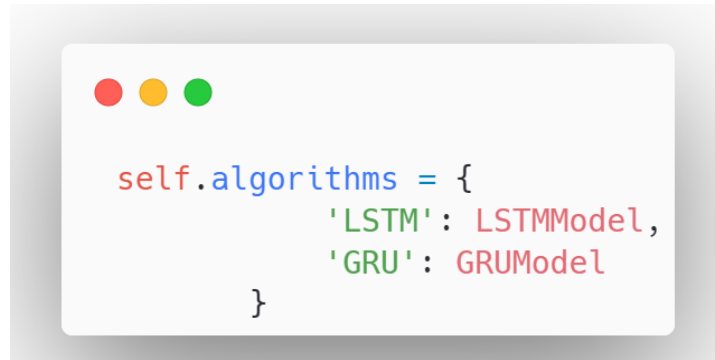 self.algorithms = {
'LSTM': LSTMModel,
'GRU': GRUModel
}